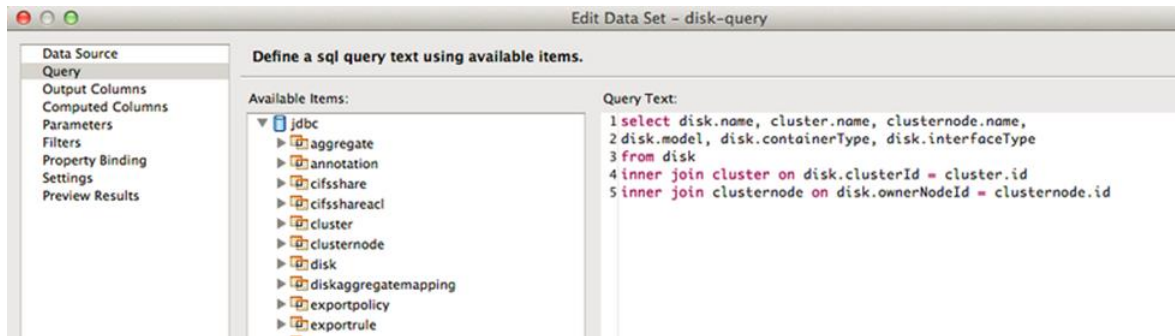 Edit Data Set - disk-query
Data Source
Query
Output Columns
Computed Columns
Parameters
Filters
Property Binding
Settings
Preview Results
Define a sql query text using available items.
Available Items:
jdbc
aggregate
annotation
cifsshare
cifsshareacl
cluster
clusternode
disk
diskaggregatemapping
exportpolicy
exportrule
Query Text:
1 select disk.name, cluster.name, clusternode.name,
2 disk.model, disk.containerType, disk.interfaceType
3 from disk
4 inner join cluster on disk.clusterId = cluster.id
5 inner join clusternode on disk.ownerNodeId = clusternode.id